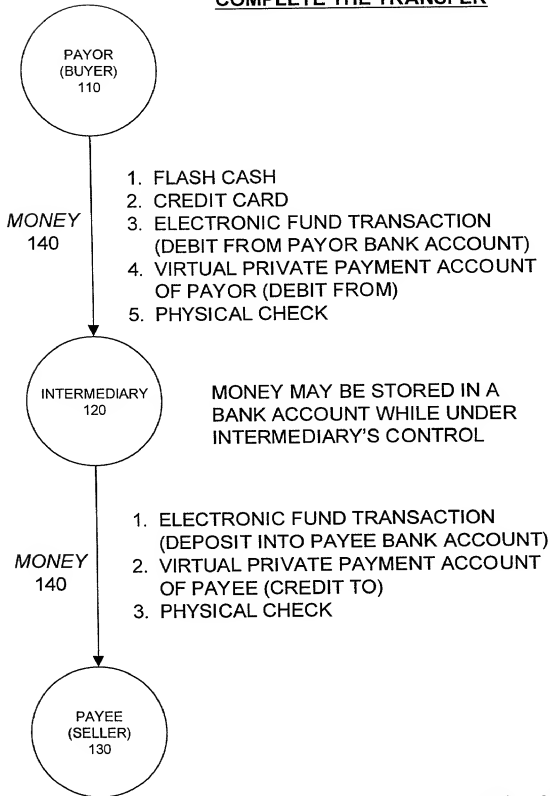 COMPLETE THE TRANSFER
PAYOR
(BUYER)
110
MONEY
140
1. FLASH CASH
2. CREDIT CARD
3. ELECTRONIC FUND TRANSACTION
(DEBIT FROM PAYOR BANK ACCOUNT)
4. VIRTUAL PRIVATE PAYMENT ACCOUNT
OF PAYOR (DEBIT FROM)
5. PHYSICAL CHECK
INTERMEDIARY
120
MONEY MAY BE STORED IN A
BANK ACCOUNT WHILE UNDER
INTERMEDIARY'S CONTROL
MONEY
140
1. ELECTRONIC FUND TRANSACTION
(DEPOSIT INTO PAYEE BANK ACCOUNT)
2. VIRTUAL PRIVATE PAYMENT ACCOUNT
OF PAYEE (CREDIT TO)
3. PHYSICAL CHECK
PAYEE
(SELLER)
130